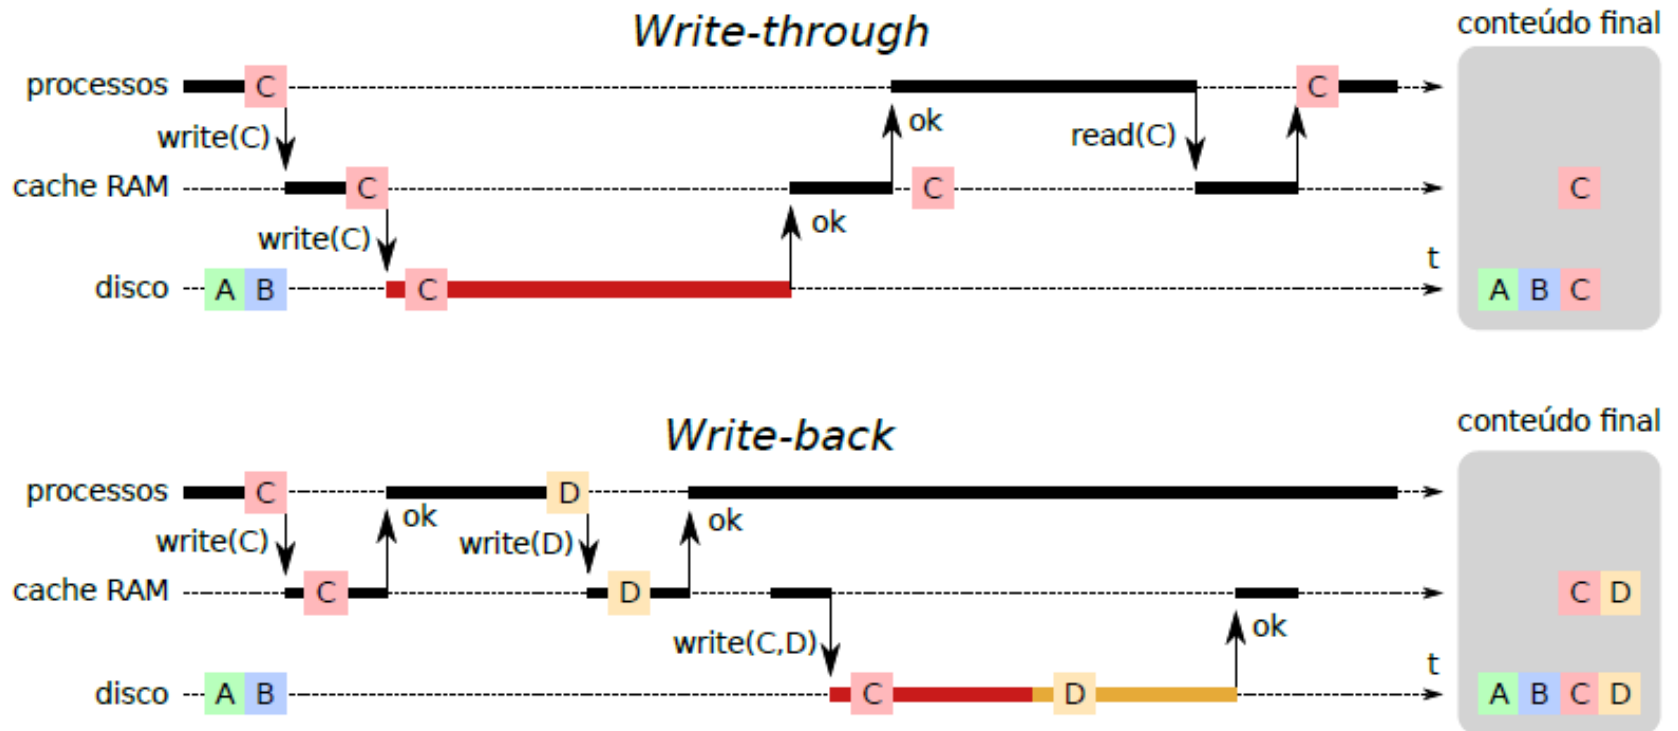 Write-through
conteúdo final
processos C C
write(C) ok read(C)
cache RAM C C C
write(C) ok t
disco A B C A B C
Write-back
conteúdo final
processos C D
write(C) ok write(D) ok
cache RAM C D C D
write(C,D) ok t
disco A B C D A B C D